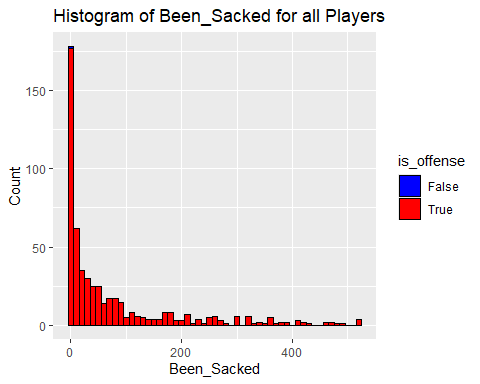 Histogram of Been_Sacked for all Players
150
100
50
0
Count
0 200 400
Been_Sacked
is_offense
False
True